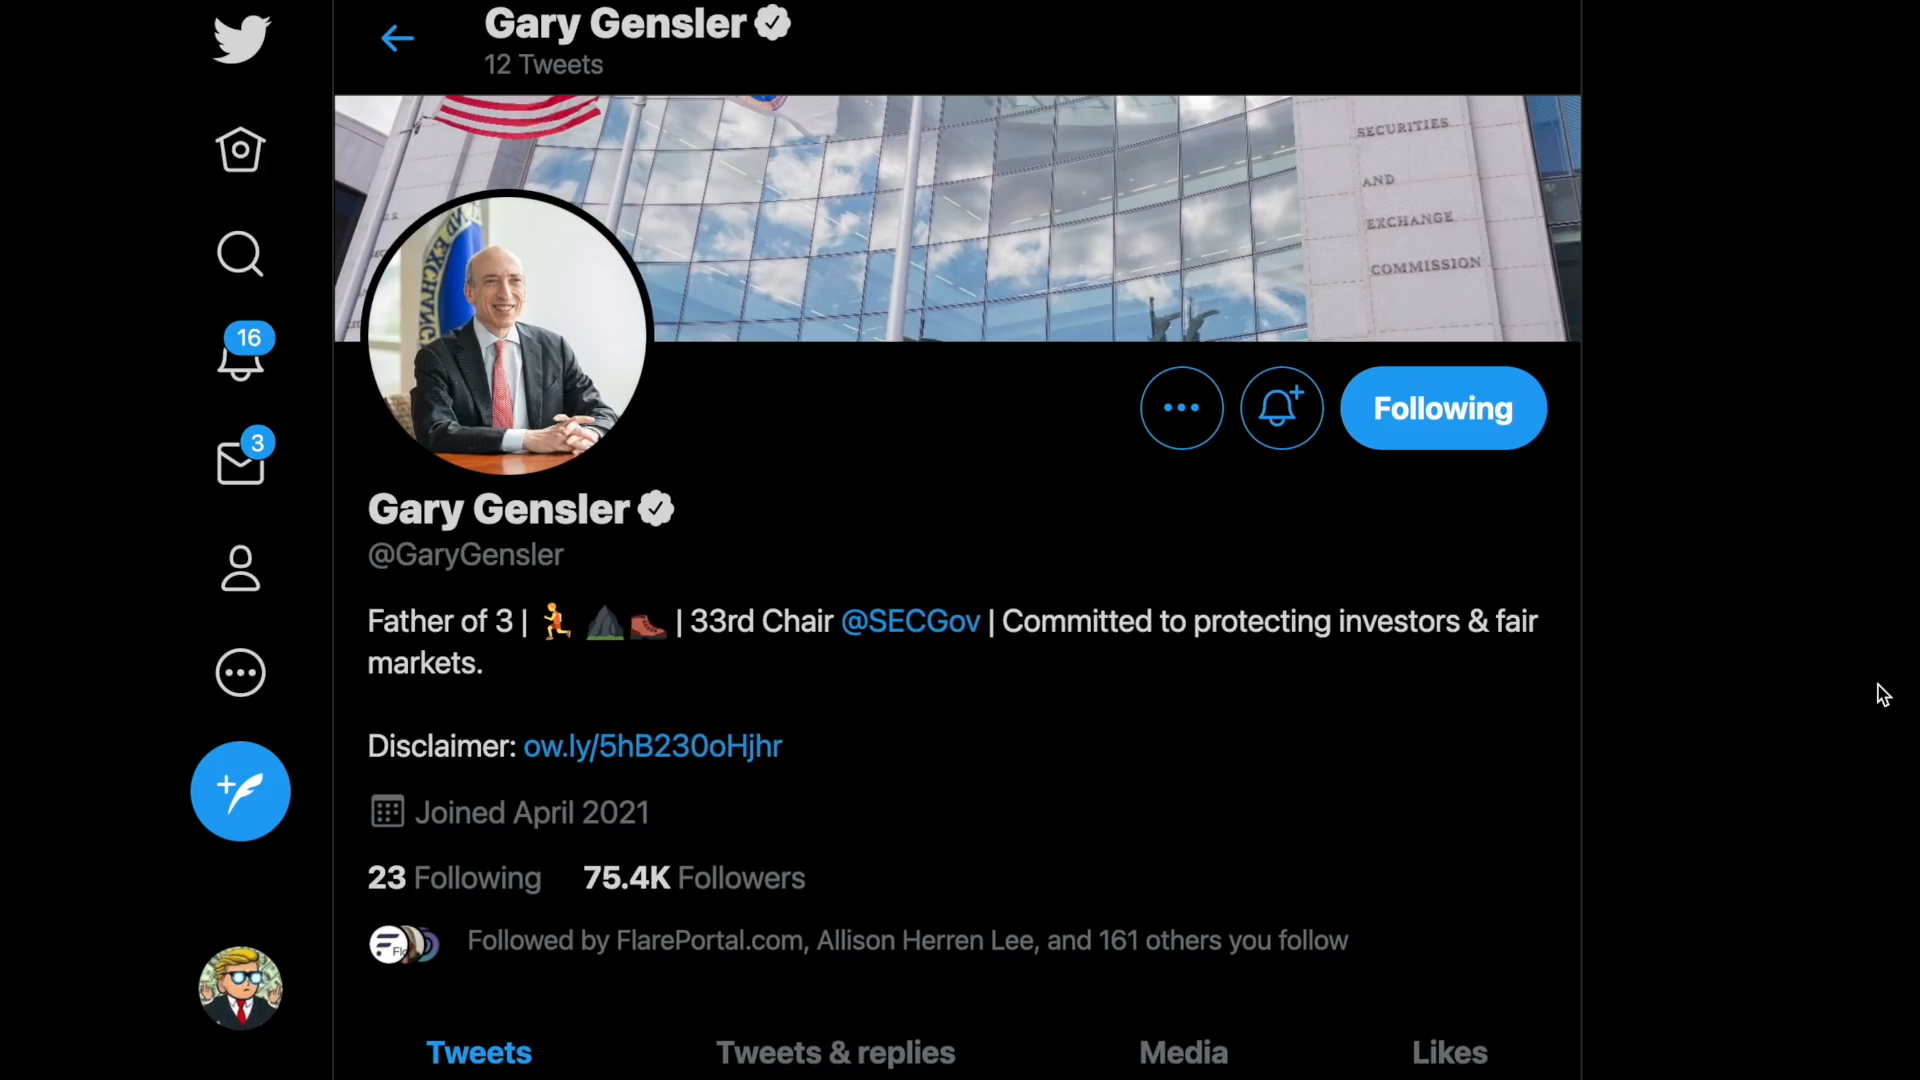 Gary Gensler
12 Tweets
SECURITIES
AND
EXCHANGE
COMMISSION
ND EXCHANG
16
Following
3
Gary Gensler
@GaryGensler
Father of 3 | 🏃 ⛰️ 🥾 | 33rd Chair @SECGov | Committed to protecting investors & fair
markets.
Disclaimer: ow.ly/5hB230oHjhr
Joined April 2021
23 Following 75.4K Followers
Followed by FlarePortal.com, Allison Herren Lee, and 161 others you follow
Tweets Tweets & replies Media Likes